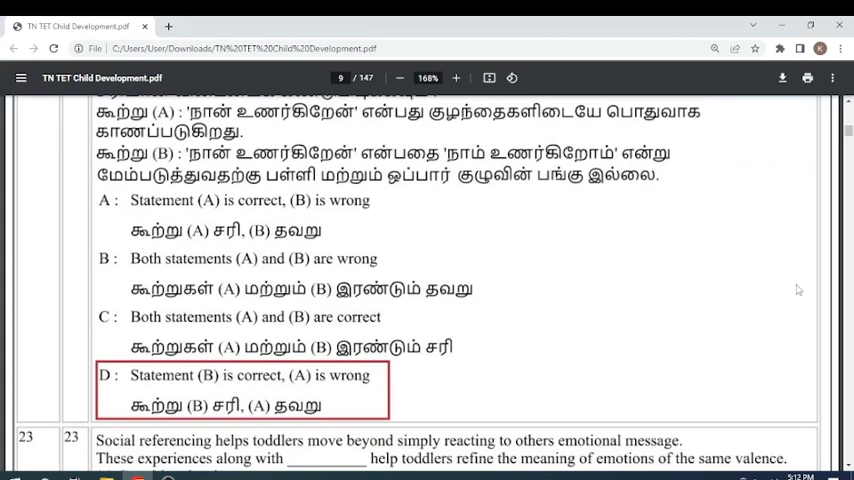 TN TET Child Development.pdf
File C:/Users/User/Downloads/TN%20TET%20Child%20Development.pdf
K
TN TET Child Development.pdf 9 / 147 168%
கூற்று (A) : 'நான் உணர்கிறேன்' என்பது குழந்தைகளிடையே பொதுவாக
காணப்படுகிறது.
கூற்று (B) : 'நான் உணர்கிறேன்' என்பதை 'நாம் உணர்கிறோம்' என்று
மேம்படுத்துவதற்கு பள்ளி மற்றும் ஒப்பார் குழுவின் பங்கு இல்லை.
A : Statement (A) is correct, (B) is wrong
கூற்று (A) சரி, (B) தவறு
B : Both statements (A) and (B) are wrong
கூற்றுகள் (A) மற்றும் (B) இரண்டும் தவறு
C : Both statements (A) and (B) are correct
கூற்றுகள் (A) மற்றும் (B) இரண்டும் சரி
D : Statement (B) is correct, (A) is wrong
கூற்று (B) சரி, (A) தவறு
23 23 Social referencing helps toddlers move beyond simply reacting to others emotional message.
These experiences along with __________ help toddlers refine the meaning of emotions of the same valence.
5:12 PM